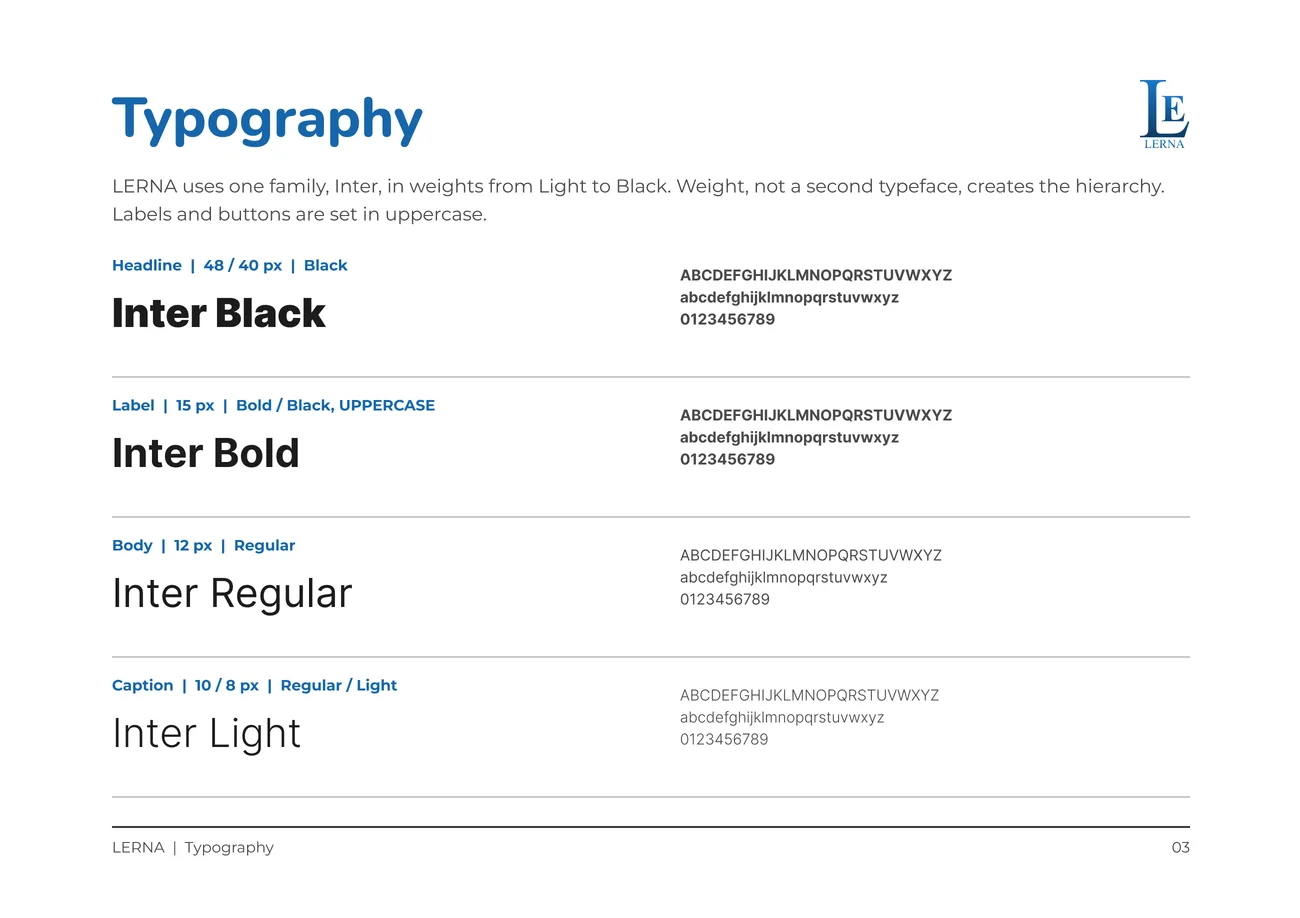 Typography
LE
LERNA
LERNA uses one family, Inter, in weights from Light to Black. Weight, not a second typeface, creates the hierarchy.
Labels and buttons are set in uppercase.
Headline | 48 / 40 px | Black
Inter Black
ABCDEFGHIJKLMNOPQRSTUVWXYZ
abcdefghijklmnopqrstuvwxyz
0123456789
Label | 15 px | Bold / Black, UPPERCASE
Inter Bold
ABCDEFGHIJKLMNOPQRSTUVWXYZ
abcdefghijklmnopqrstuvwxyz
0123456789
Body | 12 px | Regular
Inter Regular
ABCDEFGHIJKLMNOPQRSTUVWXYZ
abcdefghijklmnopqrstuvwxyz
0123456789
Caption | 10 / 8 px | Regular / Light
Inter Light
ABCDEFGHIJKLMNOPQRSTUVWXYZ
abcdefghijklmnopqrstuvwxyz
0123456789
LERNA | Typography
03